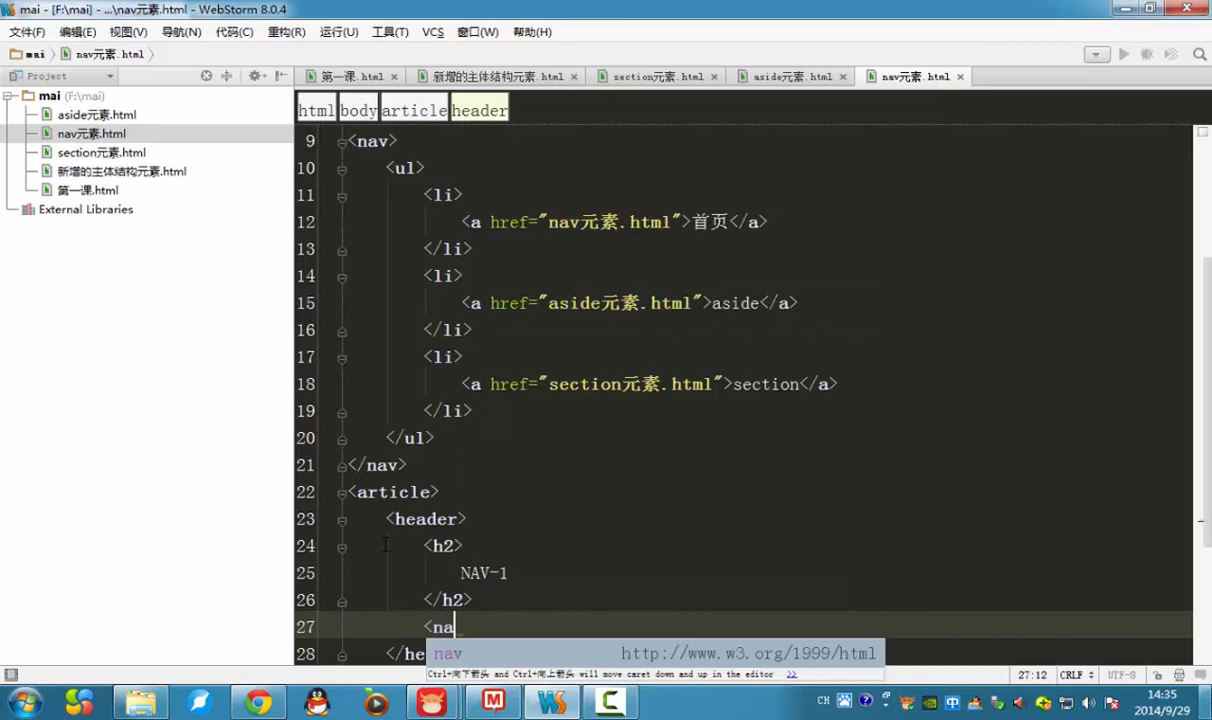 mai - [F:\mai] - ...\nav元素.html - WebStorm 8.0.4
文件(F) 编辑(E) 视图(V) 导航(N) 代码(C) 重构(R) 运行(U) 工具(T) VCS 窗口(W) 帮助(H)
mai nav元素.html
Project
第一课.html × 新增的主体结构元素.html × section元素.html × aside元素.html × nav元素.html ×
mai (F:\mai)
aside元素.html
nav元素.html
section元素.html
新增的主体结构元素.html
第一课.html
External Libraries
html body article header
9 <nav>
10 <ul>
11 <li>
12 <a href="nav元素.html">首页</a>
13 </li>
14 <li>
15 <a href="aside元素.html">aside</a>
16 </li>
17 <li>
18 <a href="section元素.html">section</a>
19 </li>
20 </ul>
21 </nav>
22 <article>
23 <header>
24 <h2>
25 NAV-1
26 </h2>
27 <na
28 </he
nav http://www.w3.org/1999/html
Ctrl+向下箭头 and Ctrl+向上箭头 will move caret down and up in the editor >>
27:12 CRLF UTF-8
CH 中 14:35
2014/9/29